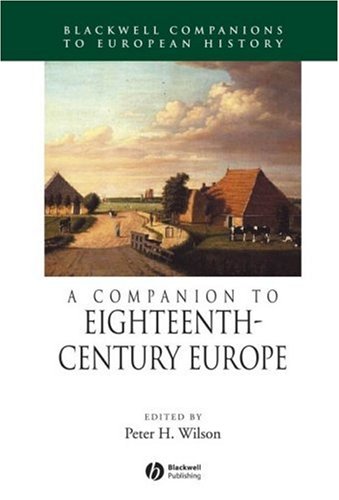 BLACKWELL COMPANIONS
TO EUROPEAN HISTORY
A COMPANION TO
EIGHTEENTH-
CENTURY EUROPE
EDITED BY
Peter H. Wilson
Blackwell
Publishing